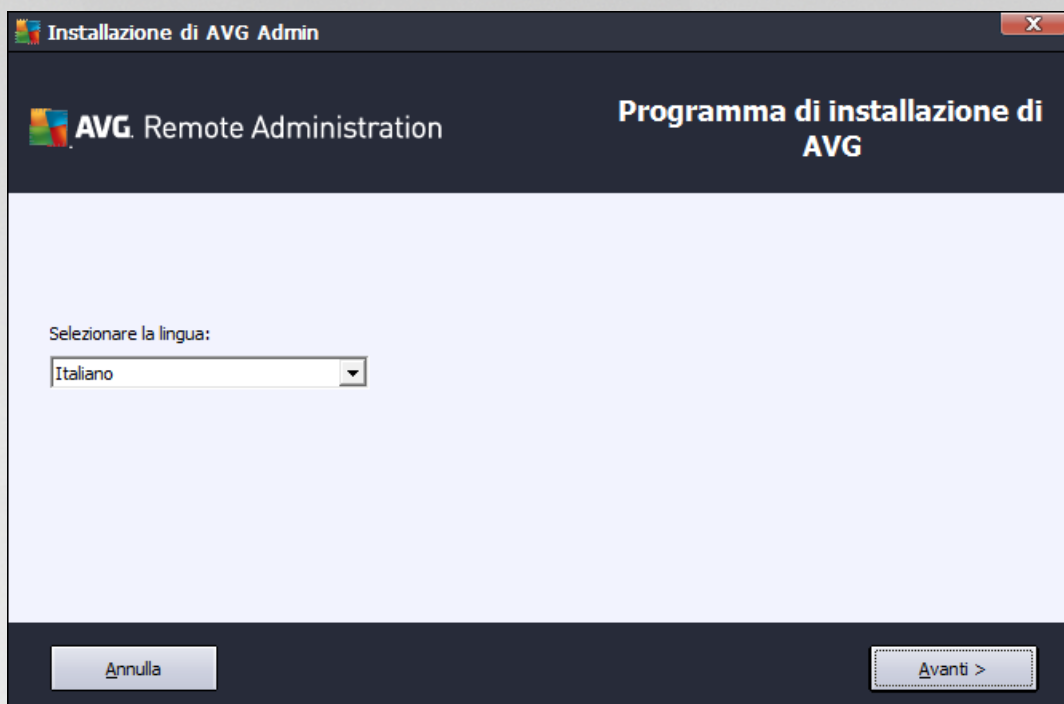 Installazione di AVG Admin
X
AVG. Remote Administration
Programma di installazione di
AVG
Selezionare la lingua:
Italiano
Annulla
Avanti >